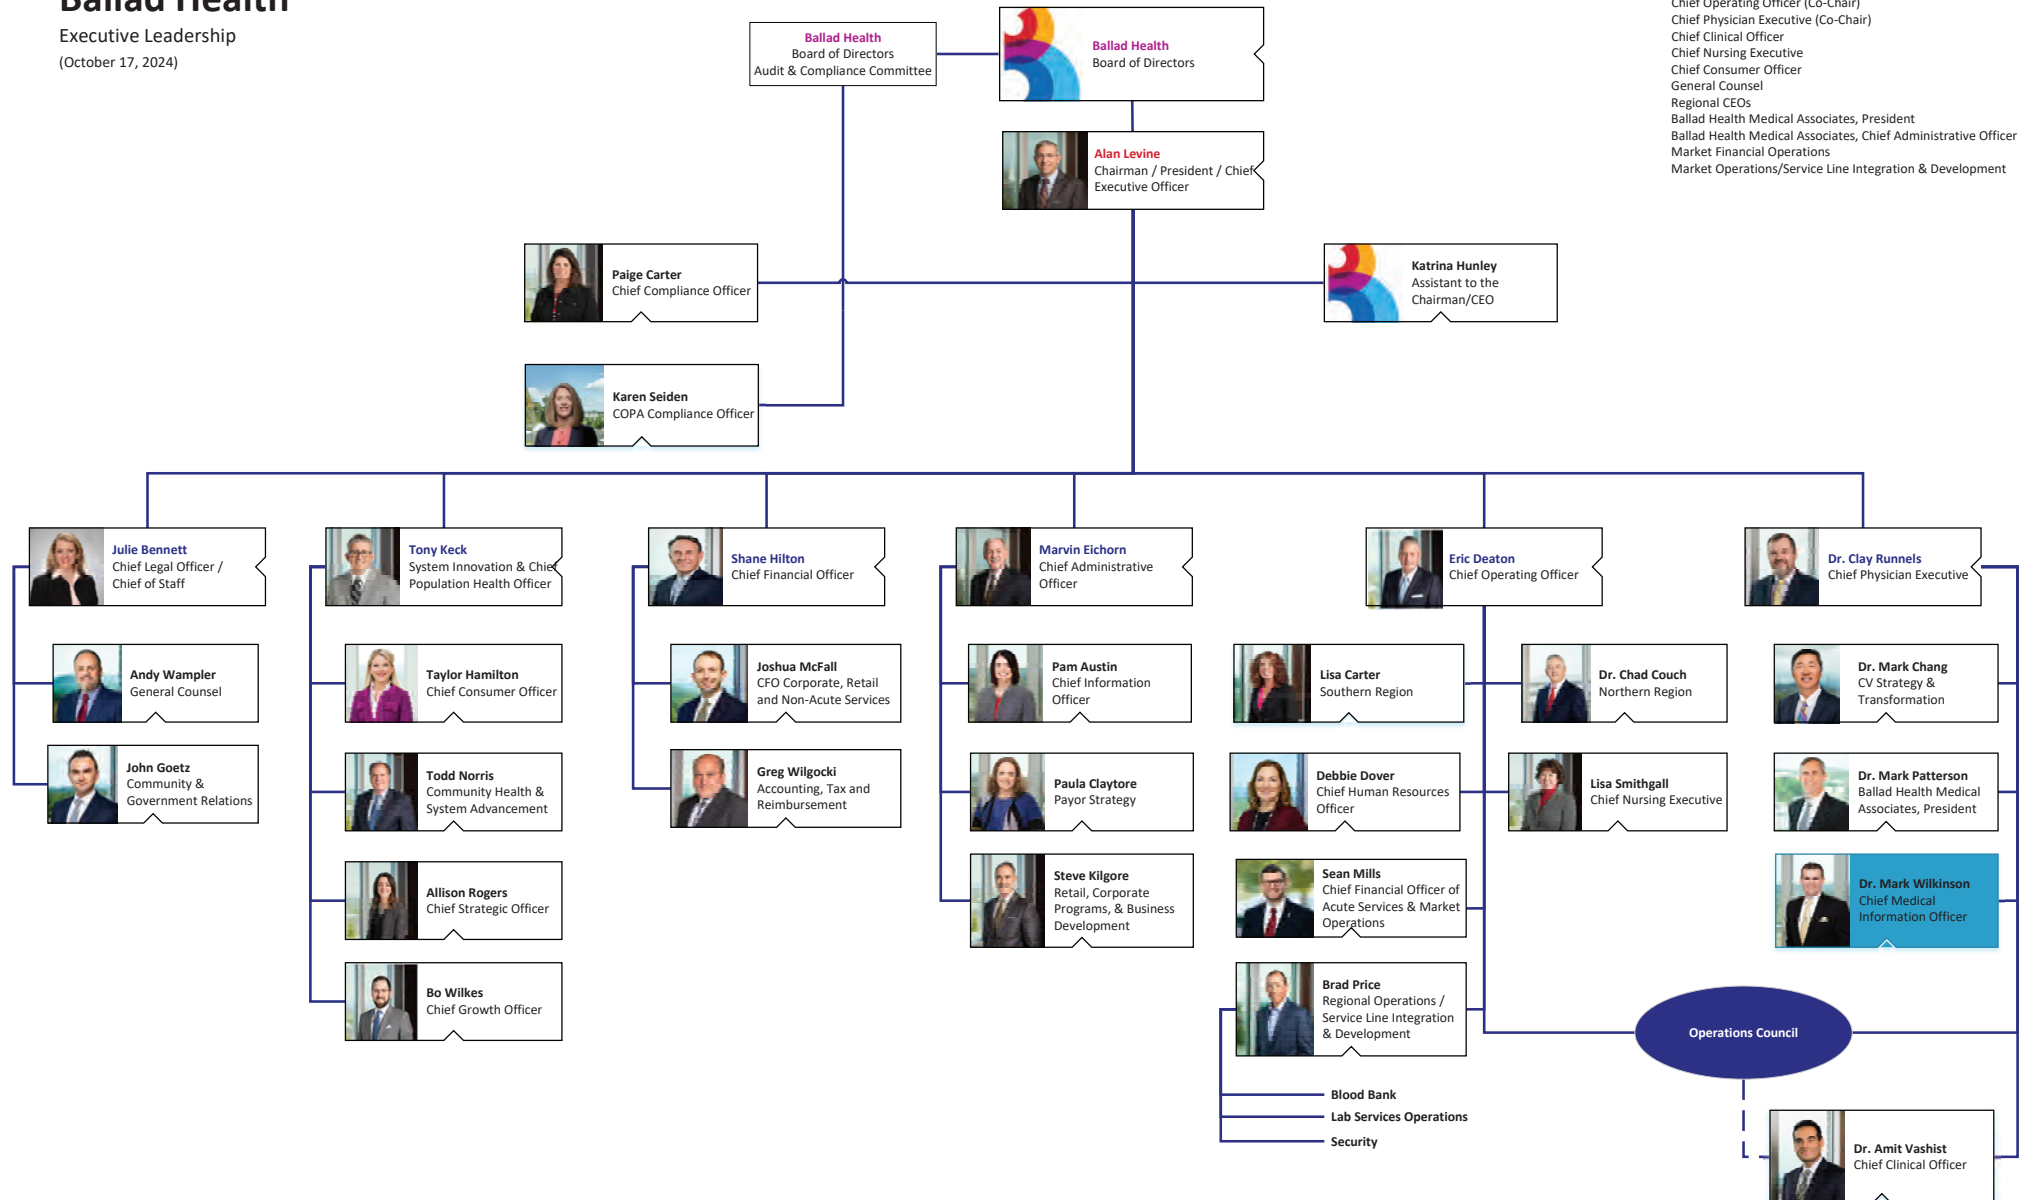 Ballad Health
Executive Leadership
(October 17, 2024)
Ballad Health
Board of Directors
Audit & Compliance Committee
Ballad Health
Board of Directors
Chief Operating Officer (Co-Chair)
Chief Physician Executive (Co-Chair)
Chief Clinical Officer
Chief Nursing Executive
Chief Consumer Officer
General Counsel
Regional CEOs
Ballad Health Medical Associates, President
Ballad Health Medical Associates, Chief Administrative Officer
Market Financial Operations
Market Operations/Service Line Integration & Development
Alan Levine
Chairman / President / Chief
Executive Officer
Paige Carter
Chief Compliance Officer
Katrina Hunley
Assistant to the
Chairman/CEO
Karen Seiden
COPA Compliance Officer
Julie Bennett
Chief Legal Officer /
Chief of Staff
Andy Wampler
General Counsel
John Goetz
Community &
Government Relations
Tony Keck
System Innovation & Chief
Population Health Officer
Taylor Hamilton
Chief Consumer Officer
Todd Norris
Community Health &
System Advancement
Allison Rogers
Chief Strategic Officer
Bo Wilkes
Chief Growth Officer
Shane Hilton
Chief Financial Officer
Joshua McFall
CFO Corporate, Retail
and Non-Acute Services
Greg Wilgocki
Accounting, Tax and
Reimbursement
Marvin Eichorn
Chief Administrative
Officer
Pam Austin
Chief Information
Officer
Paula Claytore
Payor Strategy
Steve Kilgore
Retail, Corporate
Programs, & Business
Development
Eric Deaton
Chief Operating Officer
Lisa Carter
Southern Region
Dr. Chad Couch
Northern Region
Debbie Dover
Chief Human Resources
Officer
Lisa Smithgall
Chief Nursing Executive
Sean Mills
Chief Financial Officer of
Acute Services & Market
Operations
Brad Price
Regional Operations /
Service Line Integration
& Development
Blood Bank
Lab Services Operations
Security
Dr. Clay Runnels
Chief Physician Executive
Dr. Mark Chang
CV Strategy &
Transformation
Dr. Mark Patterson
Ballad Health Medical
Associates, President
Dr. Mark Wilkinson
Chief Medical
Information Officer
Operations Council
Dr. Amit Vashist
Chief Clinical Officer